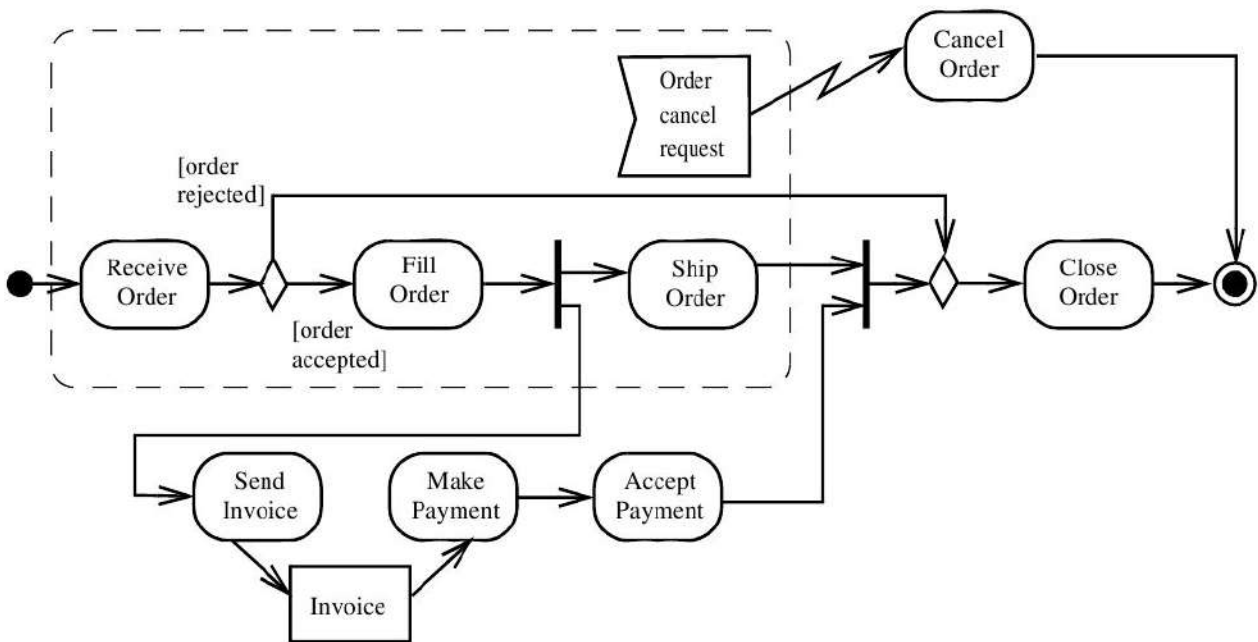 Cancel
Order
Order
cancel
request
[order
rejected]
Receive
Order
Fill
Order
Ship
Order
Close
Order
[order
accepted]
Send
Invoice
Make
Payment
Accept
Payment
Invoice